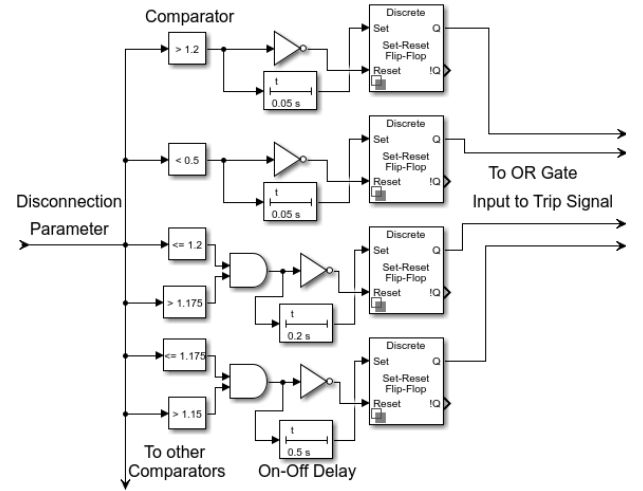 Comparator
> 1.2
t
0.05 s
Discrete
Set
Q
Set-Reset
Flip-Flop
Reset
!Q
< 0.5
t
0.05 s
Discrete
Set
Q
Set-Reset
Flip-Flop
Reset
!Q
To OR Gate
Input to Trip Signal
Disconnection
Parameter
<= 1.2
> 1.175
t
0.2 s
Discrete
Set
Q
Set-Reset
Flip-Flop
Reset
!Q
<= 1.175
> 1.15
t
0.5 s
Discrete
Set
Q
Set-Reset
Flip-Flop
Reset
!Q
To other
Comparators
On-Off Delay